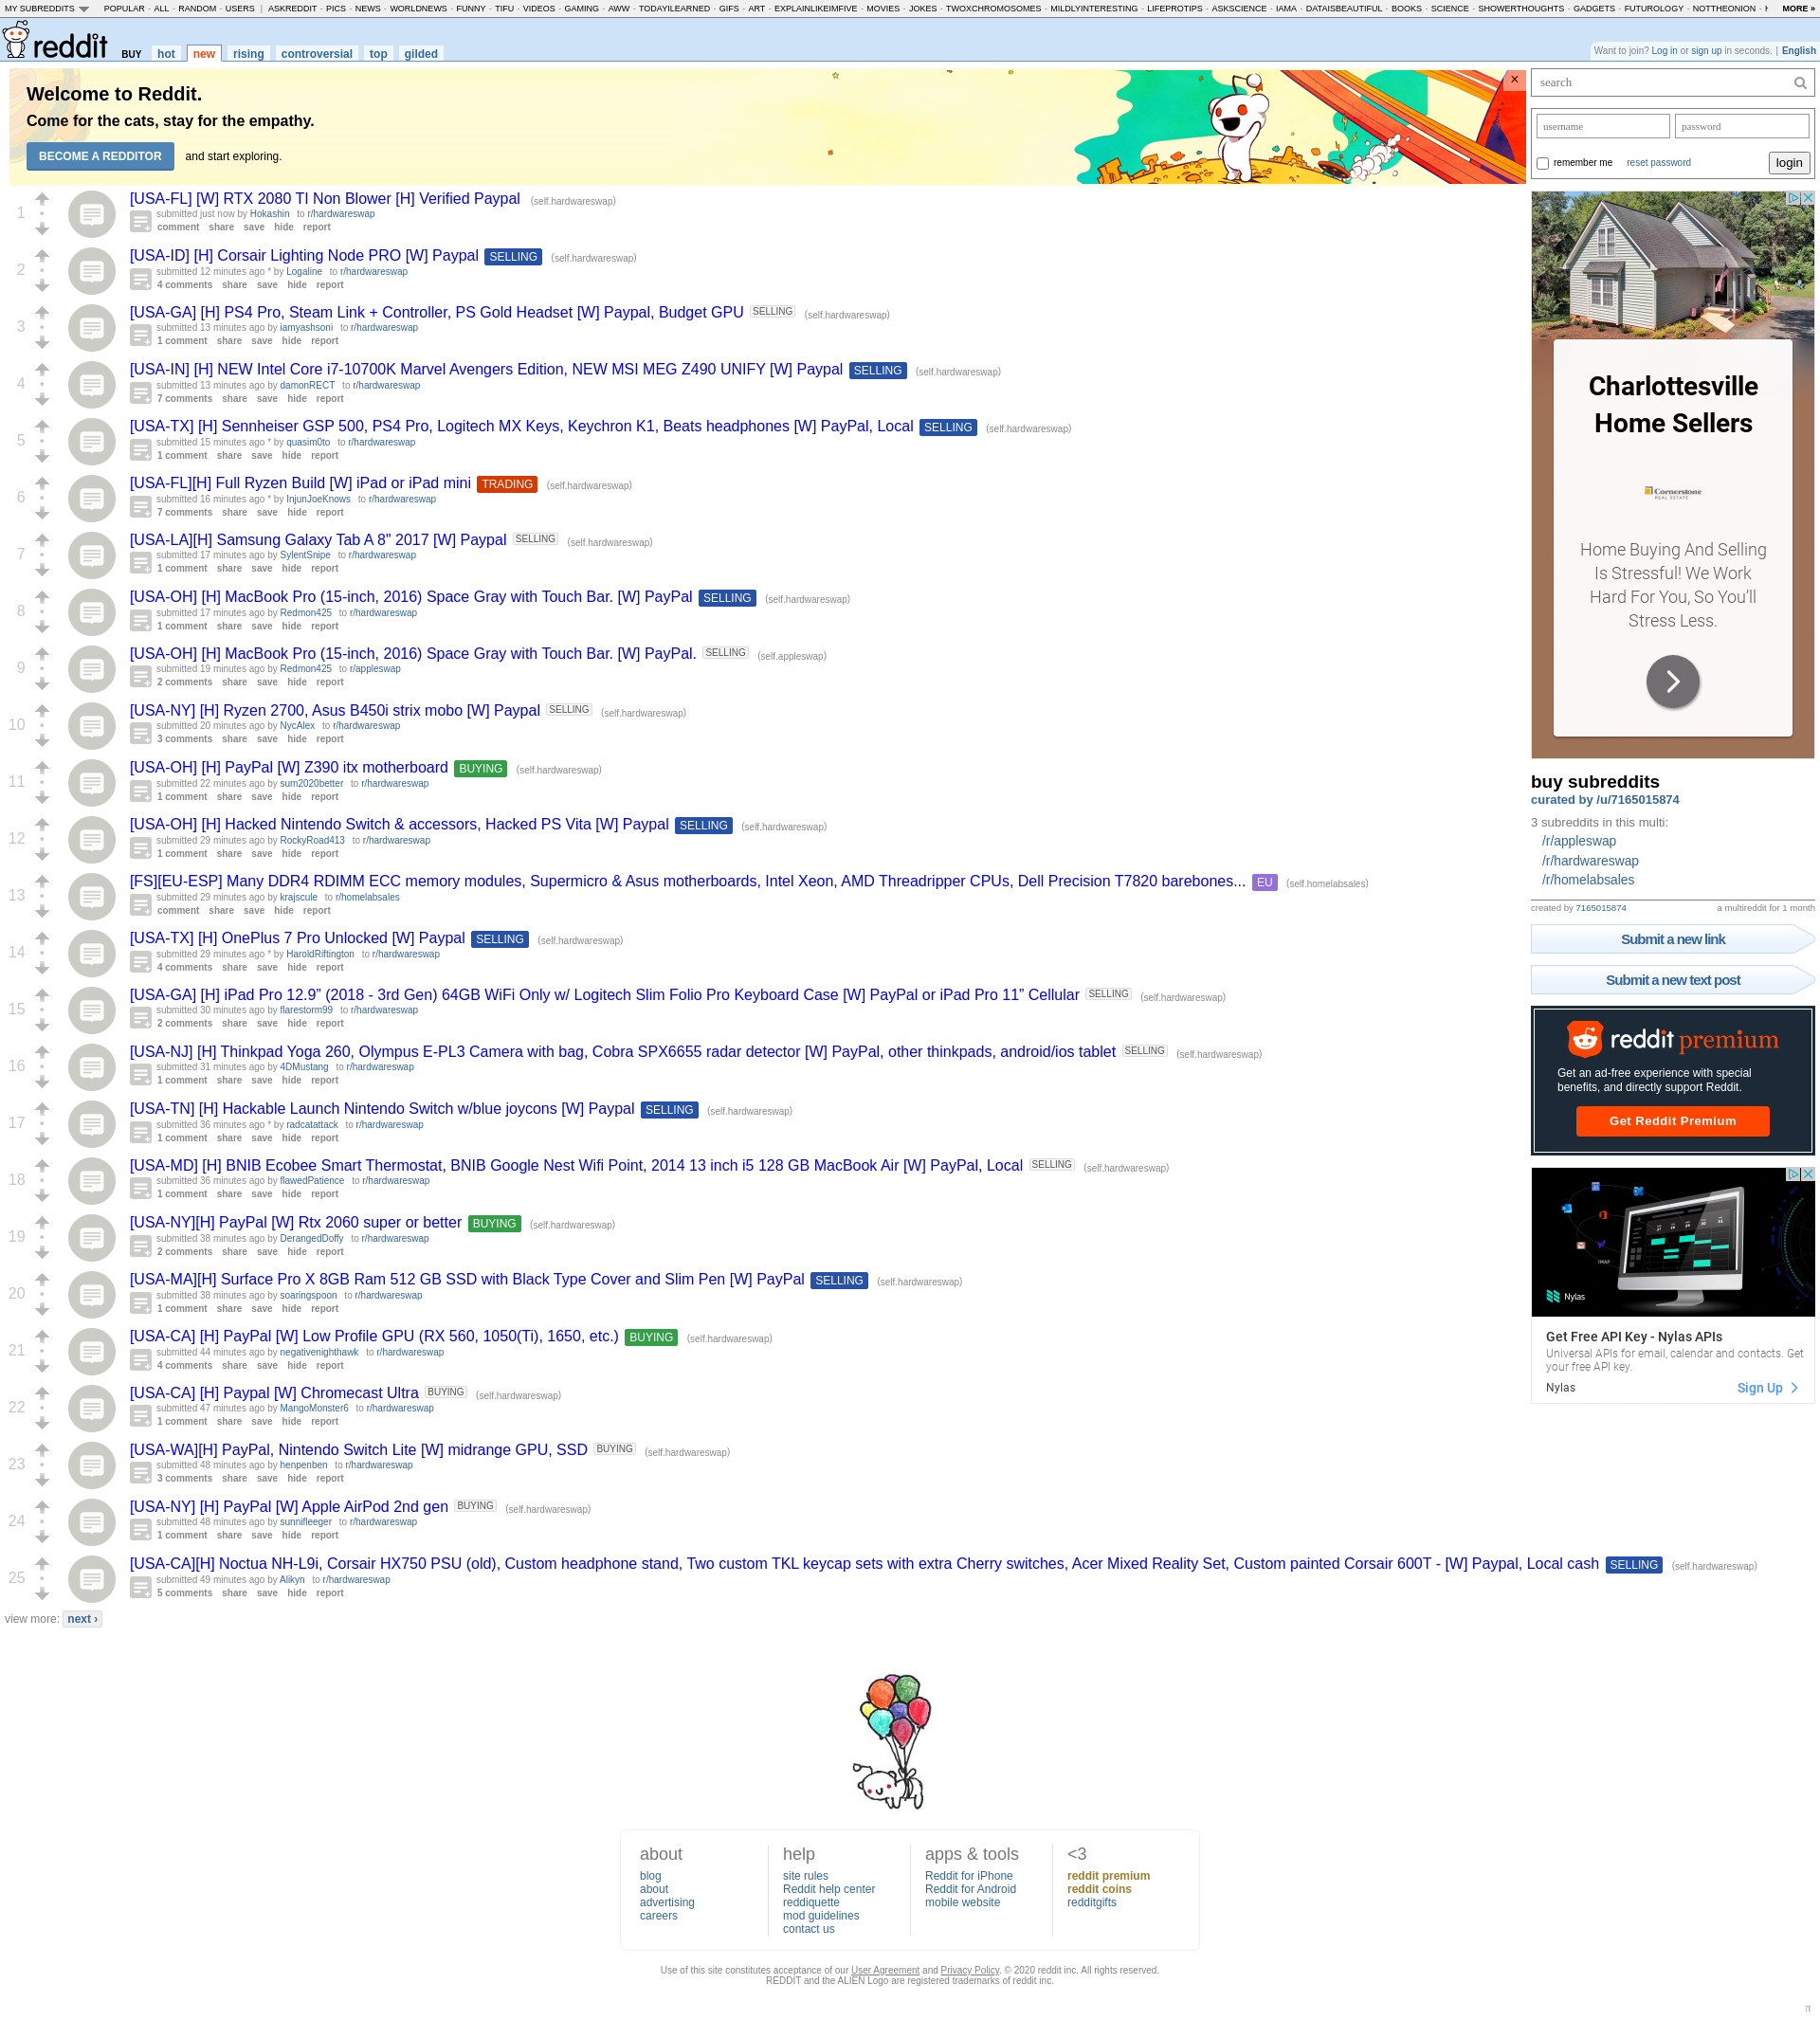 MY SUBREDDITS POPULAR - ALL - RANDOM - USERS | ASKREDDIT - PICS - NEWS - WORLDNEWS - FUNNY - TIFU - VIDEOS - GAMING - AWW - TODAYILEARNED - GIFS - ART - EXPLAINLIKEIMFIVE - MOVIES - JOKES - TWOXCHROMOSOMES - MILDLYINTERESTING - LIFEPROTIPS - ASKSCIENCE - IAMA - DATAISBEAUTIFUL - BOOKS - SCIENCE - SHOWERTHOUGHTS - GADGETS - FUTUROLOGY - NOTTHEONION - MORE »
reddit BUY hot new rising controversial top gilded
Want to join? Log in or sign up in seconds. | English
Welcome to Reddit.
Come for the cats, stay for the empathy.
BECOME A REDDITOR and start exploring.
1 [USA-FL] [W] RTX 2080 TI Non Blower [H] Verified Paypal (self.hardwareswap)
submitted just now by Hokashin to r/hardwareswap
comment share save hide report
2 [USA-ID] [H] Corsair Lighting Node PRO [W] Paypal SELLING (self.hardwareswap)
submitted 12 minutes ago * by Logaline to r/hardwareswap
4 comments share save hide report
3 [USA-GA] [H] PS4 Pro, Steam Link + Controller, PS Gold Headset [W] Paypal, Budget GPU SELLING (self.hardwareswap)
submitted 13 minutes ago by iamyashsoni to r/hardwareswap
1 comment share save hide report
4 [USA-IN] [H] NEW Intel Core i7-10700K Marvel Avengers Edition, NEW MSI MEG Z490 UNIFY [W] Paypal SELLING (self.hardwareswap)
submitted 13 minutes ago by damonRECT to r/hardwareswap
7 comments share save hide report
5 [USA-TX] [H] Sennheiser GSP 500, PS4 Pro, Logitech MX Keys, Keychron K1, Beats headphones [W] PayPal, Local SELLING (self.hardwareswap)
submitted 15 minutes ago * by quasim0to to r/hardwareswap
1 comment share save hide report
6 [USA-FL][H] Full Ryzen Build [W] iPad or iPad mini TRADING (self.hardwareswap)
submitted 16 minutes ago * by InjunJoeKnows to r/hardwareswap
7 comments share save hide report
7 [USA-LA][H] Samsung Galaxy Tab A 8" 2017 [W] Paypal SELLING (self.hardwareswap)
submitted 17 minutes ago by SylentSnipe to r/hardwareswap
1 comment share save hide report
8 [USA-OH] [H] MacBook Pro (15-inch, 2016) Space Gray with Touch Bar. [W] PayPal SELLING (self.hardwareswap)
submitted 17 minutes ago by Redmon425 to r/hardwareswap
1 comment share save hide report
9 [USA-OH] [H] MacBook Pro (15-inch, 2016) Space Gray with Touch Bar. [W] PayPal. SELLING (self.appleswap)
submitted 19 minutes ago by Redmon425 to r/appleswap
2 comments share save hide report
10 [USA-NY] [H] Ryzen 2700, Asus B450i strix mobo [W] Paypal SELLING (self.hardwareswap)
submitted 20 minutes ago by NycAlex to r/hardwareswap
3 comments share save hide report
11 [USA-OH] [H] PayPal [W] Z390 itx motherboard BUYING (self.hardwareswap)
submitted 22 minutes ago by sum2020better to r/hardwareswap
1 comment share save hide report
12 [USA-OH] [H] Hacked Nintendo Switch & accessors, Hacked PS Vita [W] Paypal SELLING (self.hardwareswap)
submitted 29 minutes ago by RockyRoad413 to r/hardwareswap
1 comment share save hide report
13 [FS][EU-ESP] Many DDR4 RDIMM ECC memory modules, Supermicro & Asus motherboards, Intel Xeon, AMD Threadripper CPUs, Dell Precision T7820 barebones... EU (self.homelabsales)
submitted 29 minutes ago by krajscule to r/homelabsales
comment share save hide report
14 [USA-TX] [H] OnePlus 7 Pro Unlocked [W] Paypal SELLING (self.hardwareswap)
submitted 29 minutes ago * by HaroldRiftington to r/hardwareswap
4 comments share save hide report
15 [USA-GA] [H] iPad Pro 12.9” (2018 - 3rd Gen) 64GB WiFi Only w/ Logitech Slim Folio Pro Keyboard Case [W] PayPal or iPad Pro 11” Cellular SELLING (self.hardwareswap)
submitted 30 minutes ago by flarestorm99 to r/hardwareswap
2 comments share save hide report
16 [USA-NJ] [H] Thinkpad Yoga 260, Olympus E-PL3 Camera with bag, Cobra SPX6655 radar detector [W] PayPal, other thinkpads, android/ios tablet SELLING (self.hardwareswap)
submitted 31 minutes ago by 4DMustang to r/hardwareswap
1 comment share save hide report
17 [USA-TN] [H] Hackable Launch Nintendo Switch w/blue joycons [W] Paypal SELLING (self.hardwareswap)
submitted 36 minutes ago * by radcatattack to r/hardwareswap
1 comment share save hide report
18 [USA-MD] [H] BNIB Ecobee Smart Thermostat, BNIB Google Nest Wifi Point, 2014 13 inch i5 128 GB MacBook Air [W] PayPal, Local SELLING (self.hardwareswap)
submitted 36 minutes ago by flawedPatience to r/hardwareswap
1 comment share save hide report
19 [USA-NY][H] PayPal [W] Rtx 2060 super or better BUYING (self.hardwareswap)
submitted 38 minutes ago by DerangedDoffy to r/hardwareswap
2 comments share save hide report
20 [USA-MA][H] Surface Pro X 8GB Ram 512 GB SSD with Black Type Cover and Slim Pen [W] PayPal SELLING (self.hardwareswap)
submitted 38 minutes ago by soaringspoon to r/hardwareswap
1 comment share save hide report
21 [USA-CA] [H] PayPal [W] Low Profile GPU (RX 560, 1050(Ti), 1650, etc.) BUYING (self.hardwareswap)
submitted 44 minutes ago by negativenighthawk to r/hardwareswap
4 comments share save hide report
22 [USA-CA] [H] Paypal [W] Chromecast Ultra BUYING (self.hardwareswap)
submitted 47 minutes ago by MangoMonster6 to r/hardwareswap
1 comment share save hide report
23 [USA-WA][H] PayPal, Nintendo Switch Lite [W] midrange GPU, SSD BUYING (self.hardwareswap)
submitted 48 minutes ago by henpenben to r/hardwareswap
3 comments share save hide report
24 [USA-NY] [H] PayPal [W] Apple AirPod 2nd gen BUYING (self.hardwareswap)
submitted 48 minutes ago by sunnifleeger to r/hardwareswap
1 comment share save hide report
25 [USA-CA][H] Noctua NH-L9i, Corsair HX750 PSU (old), Custom headphone stand, Two custom TKL keycap sets with extra Cherry switches, Acer Mixed Reality Set, Custom painted Corsair 600T - [W] Paypal, Local cash SELLING (self.hardwareswap)
submitted 49 minutes ago by Alikyn to r/hardwareswap
5 comments share save hide report
view more: next ›
search
username password
remember me reset password login
Charlottesville
Home Sellers
Cornerstone
REAL ESTATE
Home Buying And Selling
Is Stressful! We Work
Hard For You, So You’ll
Stress Less.
buy subreddits
curated by /u/7165015874
3 subreddits in this multi:
/r/appleswap
/r/hardwareswap
/r/homelabsales
created by 7165015874 a multireddit for 1 month
Submit a new link
Submit a new text post
reddit premium
Get an ad-free experience with special
benefits, and directly support Reddit.
Get Reddit Premium
IMAP
Nylas
Get Free API Key - Nylas APIs
Universal APIs for email, calendar and contacts. Get
your free API key.
Nylas Sign Up
about
blog
about
advertising
careers
help
site rules
Reddit help center
reddiquette
mod guidelines
contact us
apps & tools
Reddit for iPhone
Reddit for Android
mobile website
<3
reddit premium
reddit coins
redditgifts
Use of this site constitutes acceptance of our User Agreement and Privacy Policy. © 2020 reddit inc. All rights reserved.
REDDIT and the ALIEN Logo are registered trademarks of reddit inc.
π